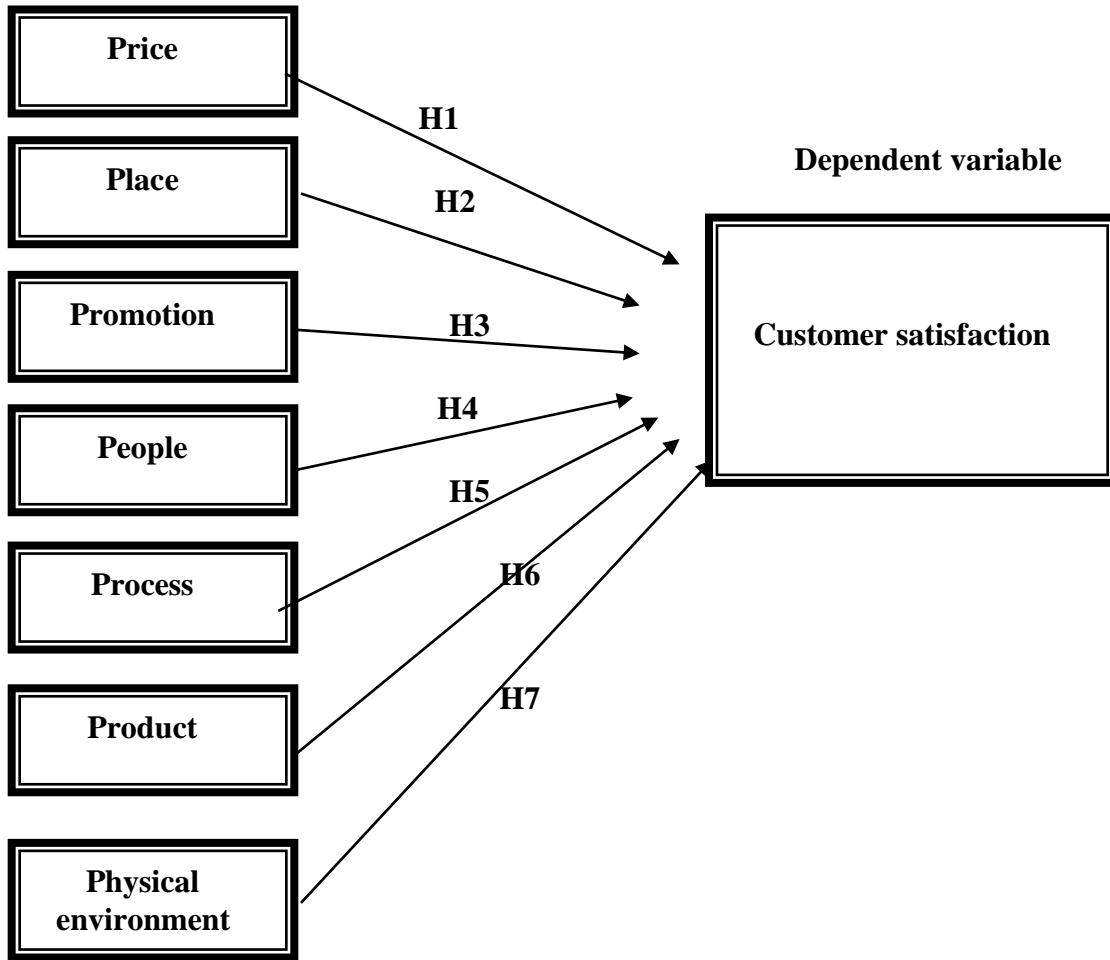 Price
H1
Dependent variable
Place
H2
Promotion
H3
Customer satisfaction
People
H4
H5
Process
H6
Product
H7
Physical
environment